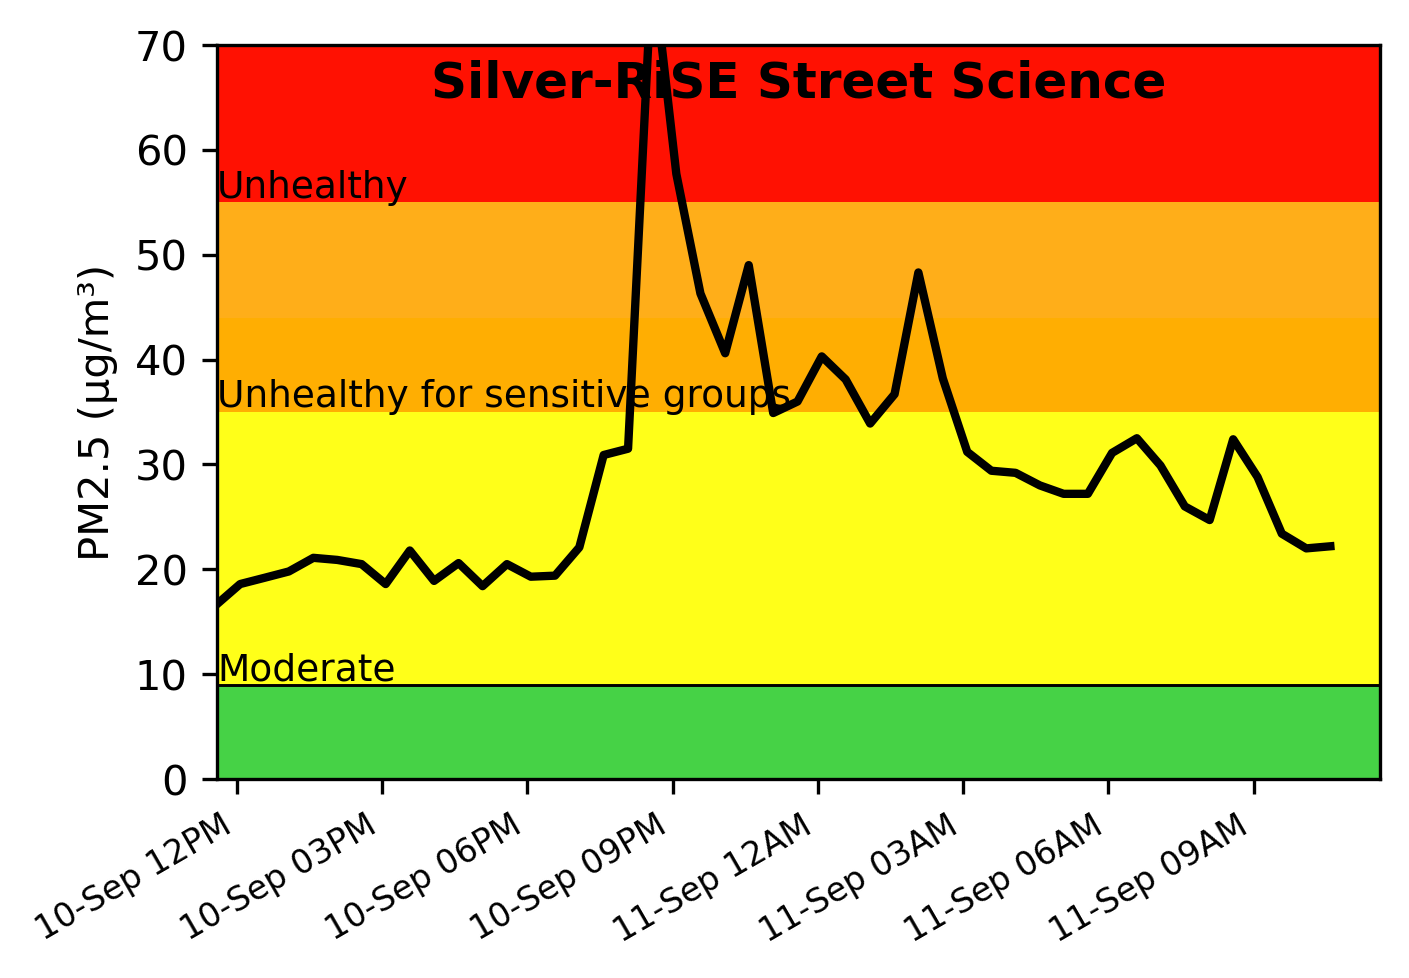 Silver-RISE Street Science
PM2.5 (µg/m³)
70
60
Unhealthy
50
40
Unhealthy for sensitive groups
30
20
Moderate
10
0
10-Sep 12PM
10-Sep 03PM
10-Sep 06PM
10-Sep 09PM
11-Sep 12AM
11-Sep 03AM
11-Sep 06AM
11-Sep 09AM